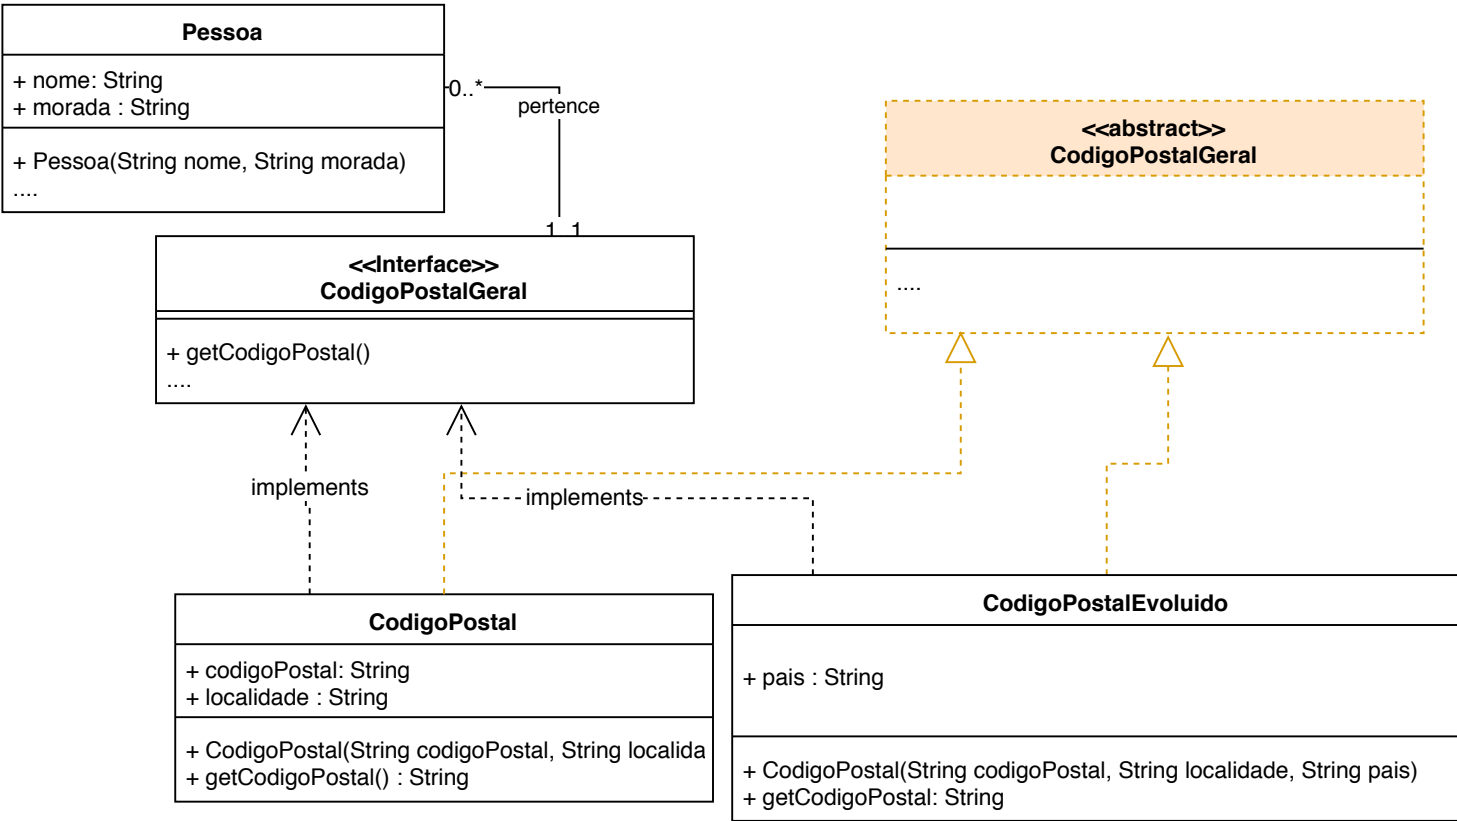 Pessoa
+ nome: String
+ morada : String
+ Pessoa(String nome, String morada)
....
0..*
pertence
1..1
<<Interface>>
CodigoPostalGeral
+ getCodigoPostal()
....
<<abstract>>
CodigoPostalGeral
....
implements
implements
CodigoPostal
+ codigoPostal: String
+ localidade : String
+ CodigoPostal(String codigoPostal, String localida
+ getCodigoPostal() : String
CodigoPostalEvoluido
+ pais : String
+ CodigoPostal(String codigoPostal, String localidade, String pais)
+ getCodigoPostal: String